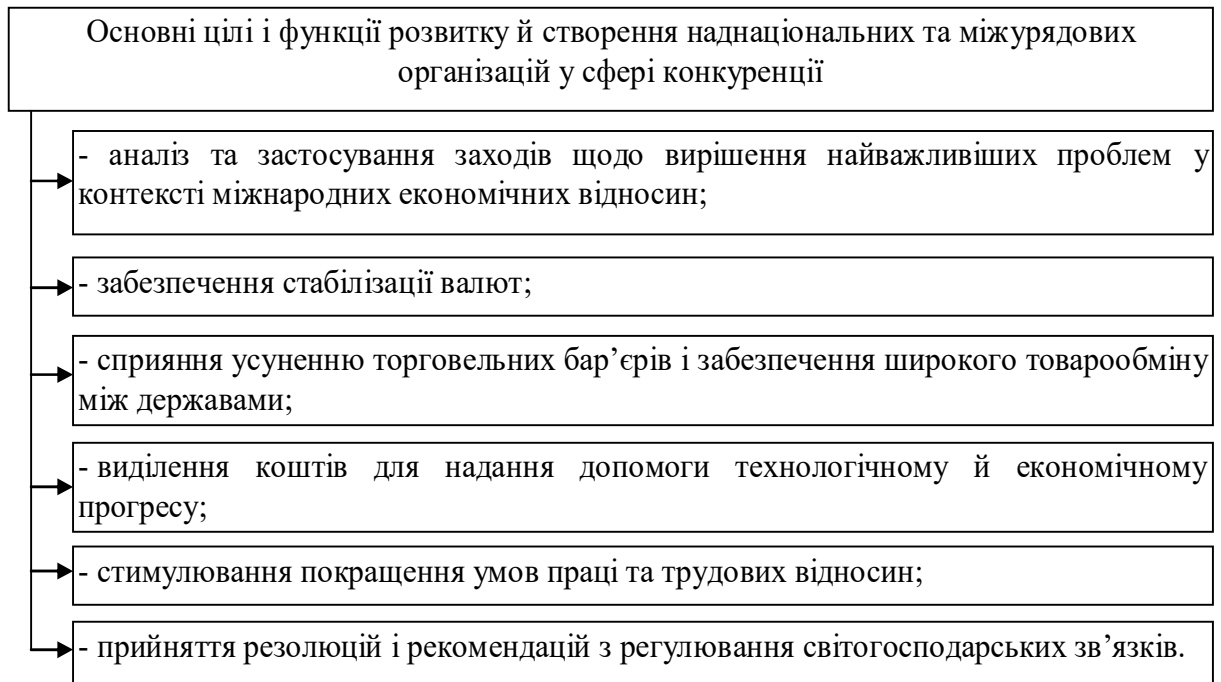 Основні цілі і функції розвитку й створення наднаціональних та міжурядових
організацій у сфері конкуренції
- аналіз та застосування заходів щодо вирішення найважливіших проблем у
контексті міжнародних економічних відносин;
- забезпечення стабілізації валют;
- сприяння усуненню торговельних бар’єрів і забезпечення широкого товарообміну
між державами;
- виділення коштів для надання допомоги технологічному й економічному
прогресу;
- стимулювання покращення умов праці та трудових відносин;
- прийняття резолюцій і рекомендацій з регулювання світогосподарських зв’язків.